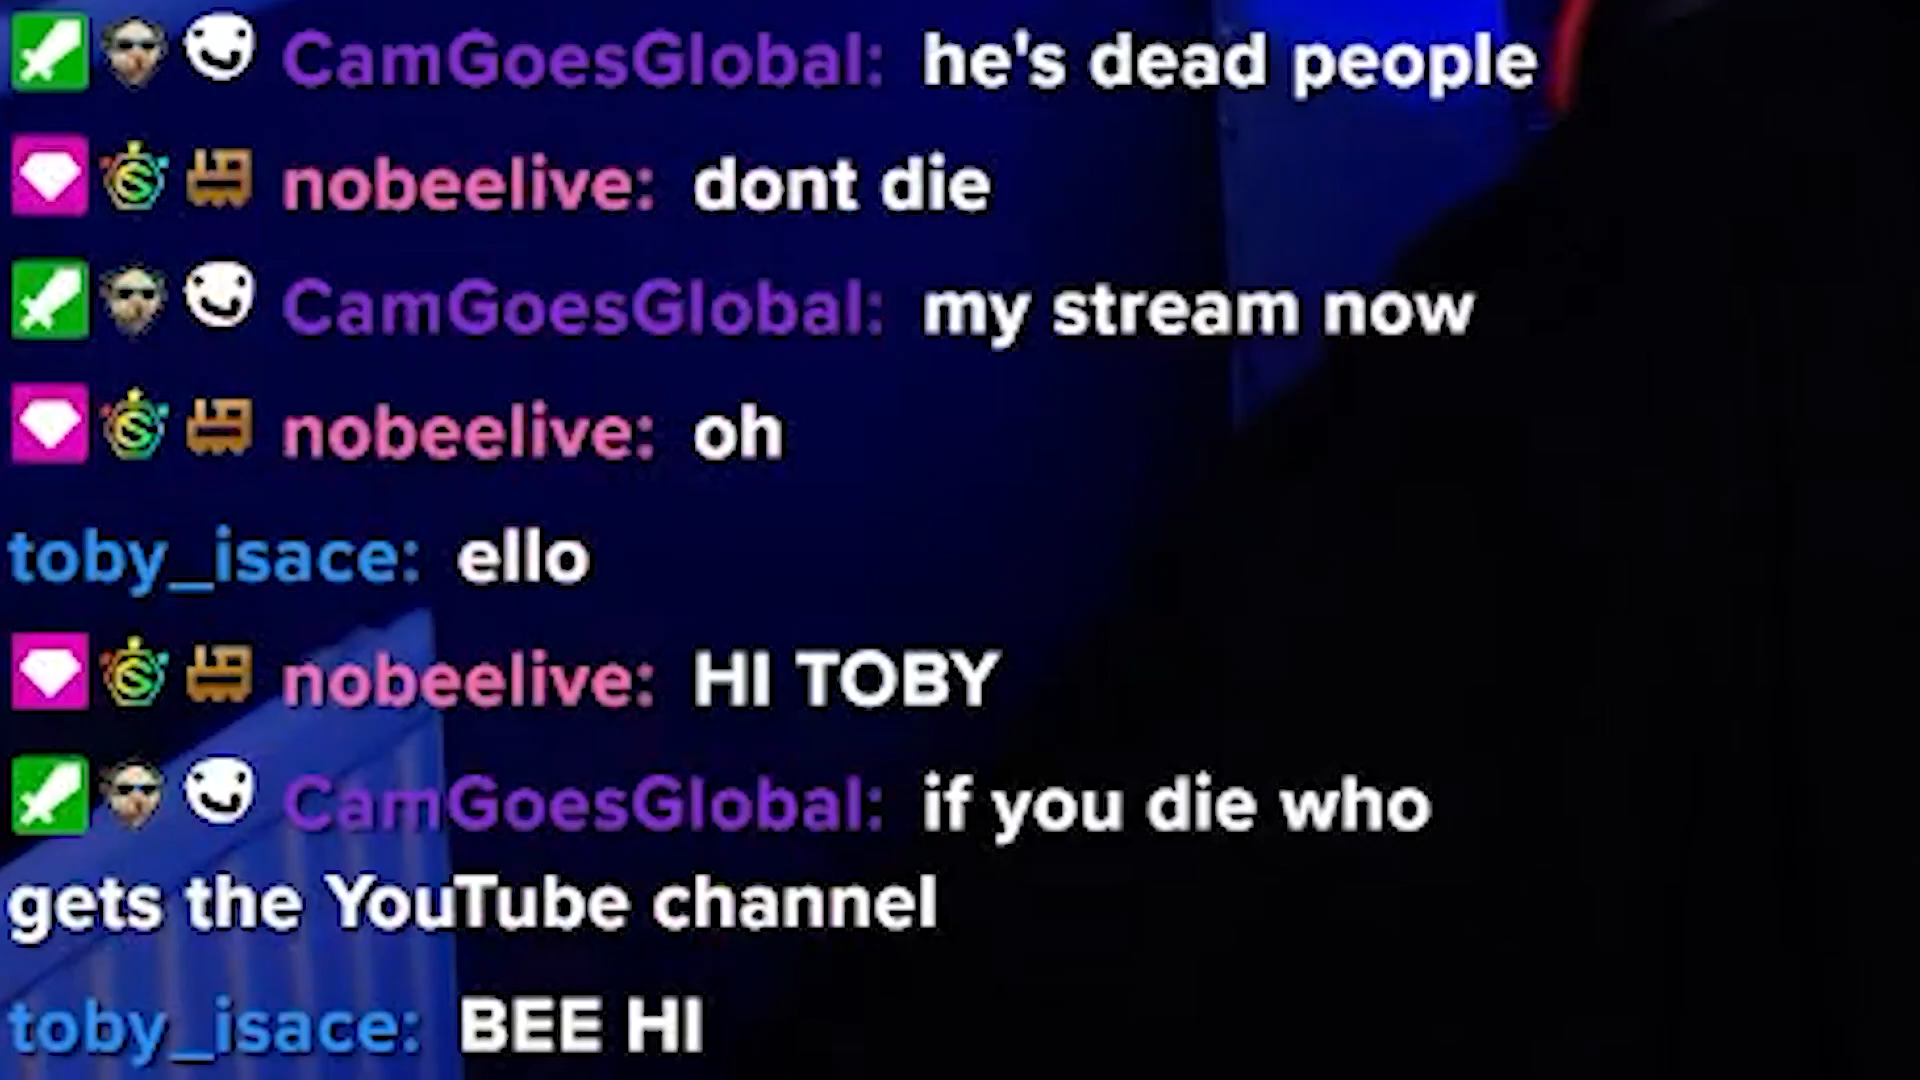 CamGoesGlobal: he's dead people
nobeelive: dont die
CamGoesGlobal: my stream now
nobeelive: oh
toby_isace: ello
nobeelive: HI TOBY
CamGoesGlobal: if you die who
gets the YouTube channel
toby_isace: BEE HI